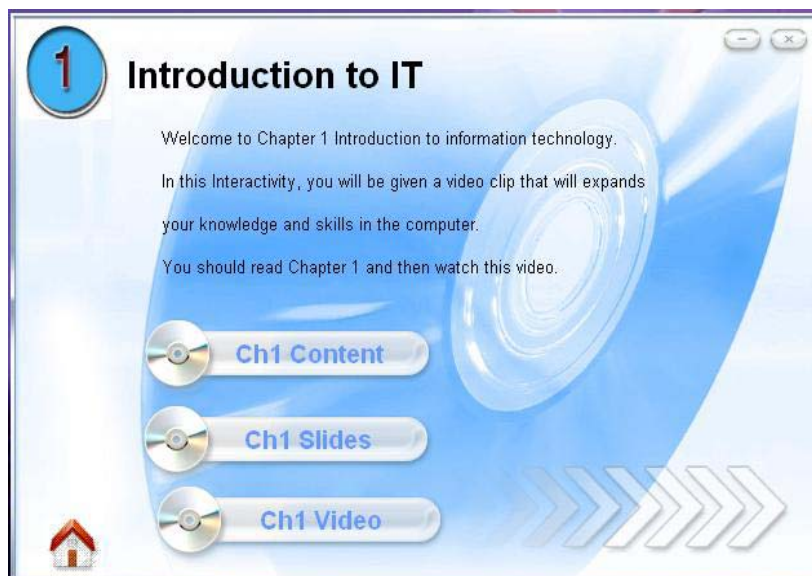 1
Introduction to IT
Welcome to Chapter 1 Introduction to information technology.
In this Interactivity, you will be given a video clip that will expands
your knowledge and skills in the computer.
You should read Chapter 1 and then watch this video.
Ch1 Content
Ch1 Slides
Ch1 Video